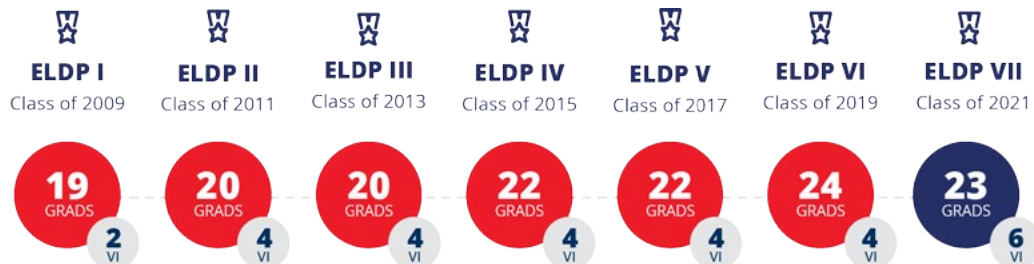 ELDP I
Class of 2009
19
GRADS
2
VI
ELDP II
Class of 2011
20
GRADS
4
VI
ELDP III
Class of 2013
20
GRADS
4
VI
ELDP IV
Class of 2015
22
GRADS
4
VI
ELDP V
Class of 2017
22
GRADS
4
VI
ELDP VI
Class of 2019
24
GRADS
4
VI
ELDP VII
Class of 2021
23
GRADS
6
VI